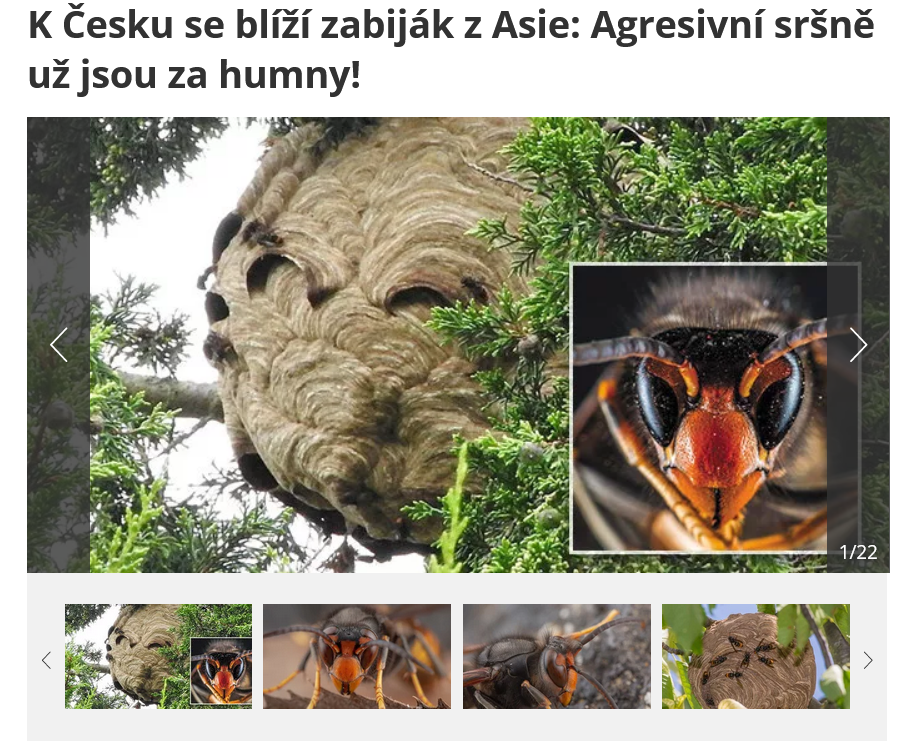 K Česku se blíží zabiják z Asie: Agresivní sršně
už jsou za humny!
1/22